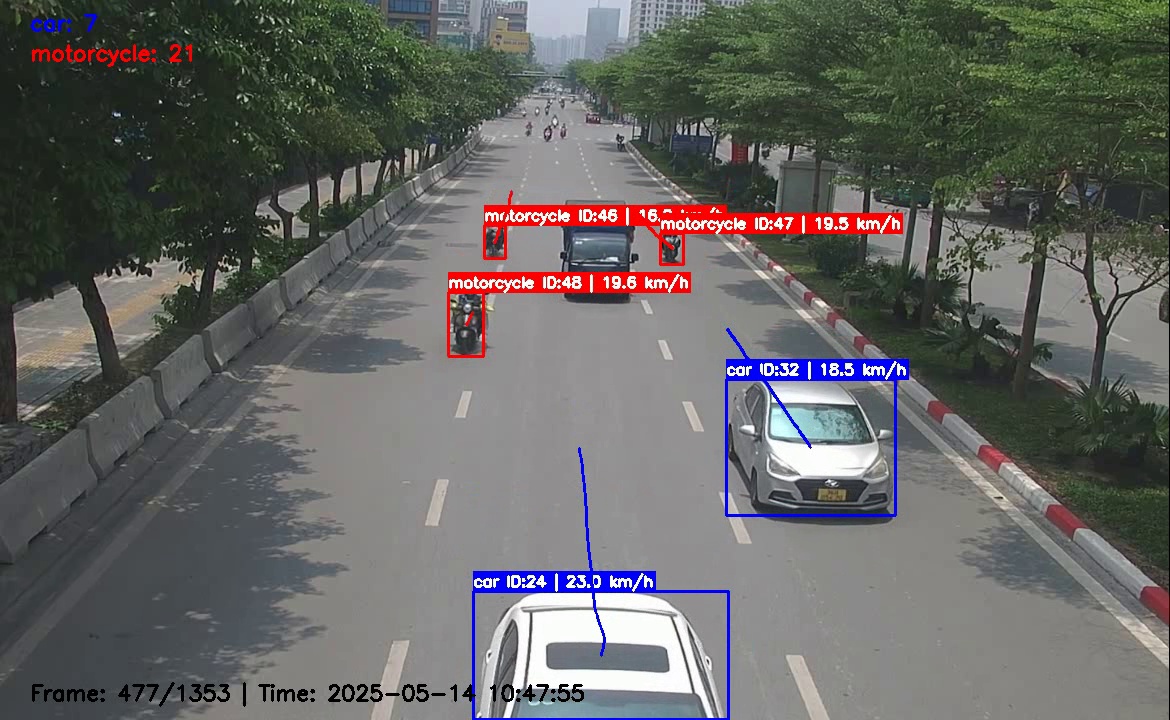 car: 7
motorcycle: 21
motorcycle ID:46 | 16.
motorcycle ID:47 | 19.5 km/h
motorcycle ID:48 | 19.6 km/h
car ID:32 | 18.5 km/h
car ID:24 | 23.0 km/h
Frame: 477/1353 | Time: 2025-05-14 10:47:55